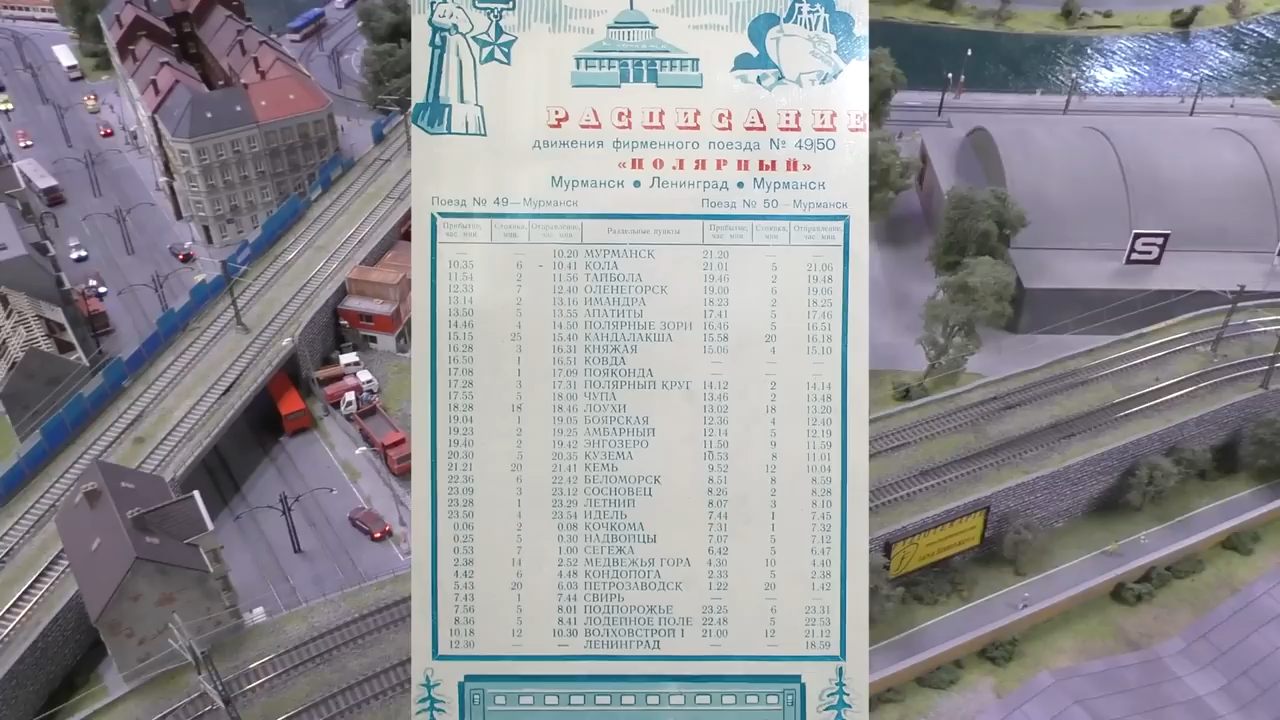 РАСПИСАНИЕ
движения фирменного поезда № 49|50
«ПОЛЯРНЫЙ»
Мурманск • Ленинград • Мурманск
Поезд № 49—Мурманск Поезд № 50—Мурманск
Прибытие, час. мин Стоянка, мин. Отправление, час. мин Раздельные пункты Прибытие, час. мин Стоянка, мин. Отправление, час. мин
— — 10.20 МУРМАНСК 21.20 — —
10.35 6 - 10.41 КОЛА 21.01 5 21.06
11.54 2 11.56 ТАЙБОЛА 19.46 2 19.48
12.33 7 12.40 ОЛЕНЕГОРСК 19.00 6 19.06
13.14 2 13.16 ИМАНДРА 18.23 2 18.25
13.50 5 13.55 АПАТИТЫ 17.41 5 17.46
14.46 4 14.50 ПОЛЯРНЫЕ ЗОРИ 16.46 5 16.51
15.15 25 15.40 КАНДАЛАКША 15.58 20 16.18
16.28 3 16.31 КНЯЖАЯ 15.06 4 15.10
16.50 1 16.51 КОВДА — — —
17.08 1 17.09 ПОЯКОНДА — — —
17.28 3 17.31 ПОЛЯРНЫЙ КРУГ 14.12 2 14.14
17.55 5 18.00 ЧУПА 13.46 2 13.48
18.28 18 18.46 ЛОУХИ 13.02 18 13.20
19.04 1 19.05 БОЯРСКАЯ 12.36 4 12.40
19.23 2 19.25 АМБАРНЫЙ 12.14 5 12.19
19.40 2 19.42 ЭНГОЗЕРО 11.50 9 11.59
20.30 5 20.35 КУЗЕМА 10.53 8 11.01
21.21 20 21.41 КЕМЬ 9.52 12 10.04
22.36 6 22.42 БЕЛОМОРСК 8.51 8 8.59
23.09 3 23.12 СОСНОВЕЦ 8.26 2 8.28
23.28 1 23.29 ЛЕТНИЙ 8.07 3 8.10
23.50 4 23.54 ИДЕЛЬ 7.44 1 7.45
0.06 2 0.08 КОЧКОМА 7.31 1 7.32
0.25 5 0.30 НАДВОИЦЫ 7.07 5 7.12
0.53 7 1.00 СЕГЕЖА 6.42 5 6.47
2.38 14 2.52 МЕДВЕЖЬЯ ГОРА 4.30 10 4.40
4.42 6 4.48 КОНДОПОГА 2.33 5 2.38
5.43 20 6.03 ПЕТРОЗАВОДСК 1.22 20 1.42
7.43 1 7.44 СВИРЬ — — —
7.56 5 8.01 ПОДПОРОЖЬЕ 23.25 6 23.31
8.36 5 8.41 ЛОДЕЙНОЕ ПОЛЕ 22.48 5 22.53
10.18 12 10.30 ВОЛХОВСТРОЙ I 21.00 12 21.12
12.30 — — ЛЕНИНГРАД — — 18.59
S